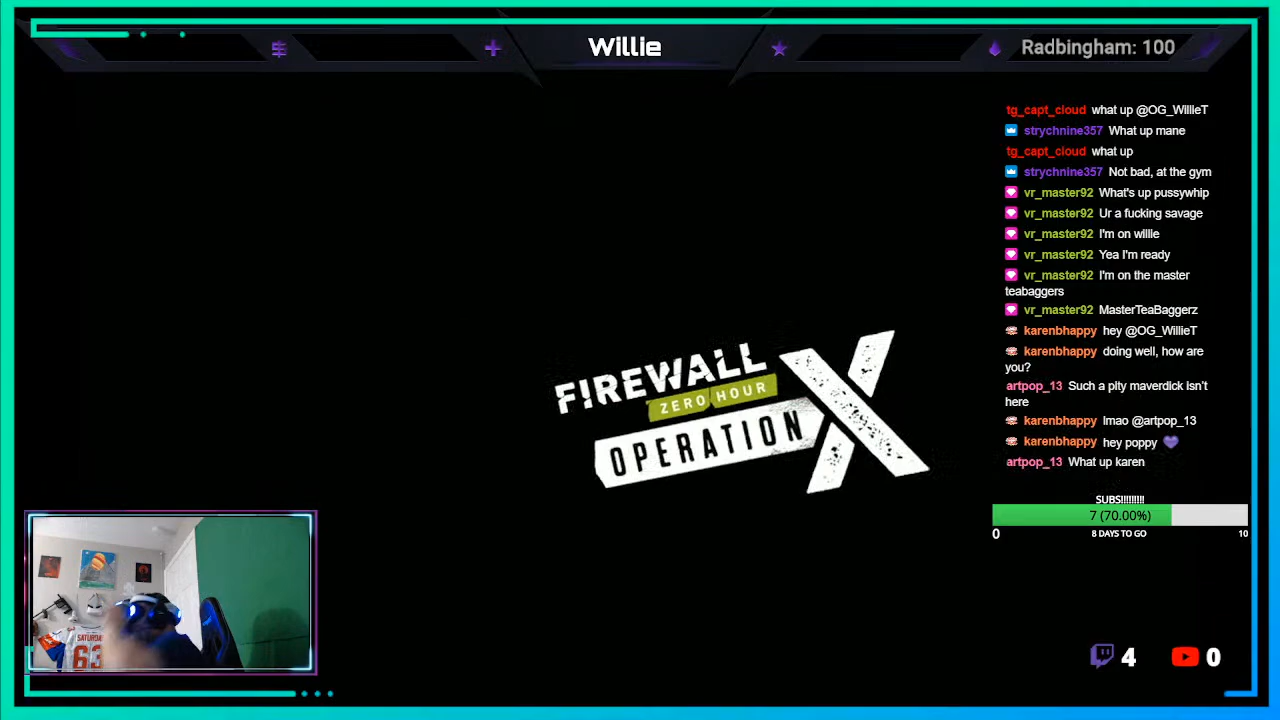 Willie
Radbingham: 100
tg_capt_cloud what up @OG_WillieT
strychnine357 What up mane
tg_capt_cloud what up
strychnine357 Not bad, at the gym
vr_master92 What's up pussywhip
vr_master92 Ur a fucking savage
vr_master92 I'm on willie
vr_master92 Yea I'm ready
vr_master92 I'm on the master
teabaggers
vr_master92 MasterTeaBaggerz
karenbhappy hey @OG_WillieT
karenbhappy doing well, how are
you?
artpop_13 Such a pity maverdick isn't
here
karenbhappy lmao @artpop_13
karenbhappy hey poppy 💜
artpop_13 What up karen
FIREWALL
ZERO HOUR
OPERATION X
SUBS!!!!!!!!!
7 (70.00%)
0 8 DAYS TO GO 10
SATURDAY
63
4 0